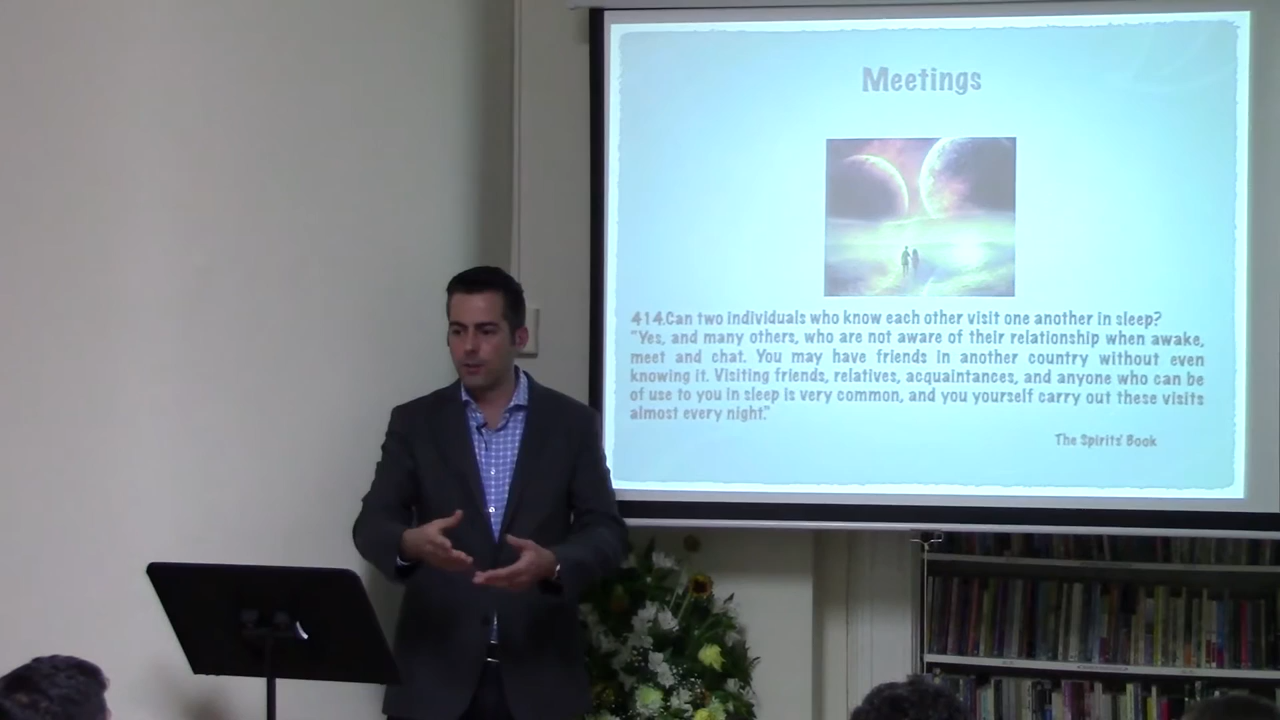 Meetings
414.Can two individuals who know each other visit one another in sleep?
"Yes, and many others, who are not aware of their relationship when awake,
meet and chat. You may have friends in another country without even
knowing it. Visiting friends, relatives, acquaintances, and anyone who can be
of use to you in sleep is very common, and you yourself carry out these visits
almost every night."
The Spirits' Book